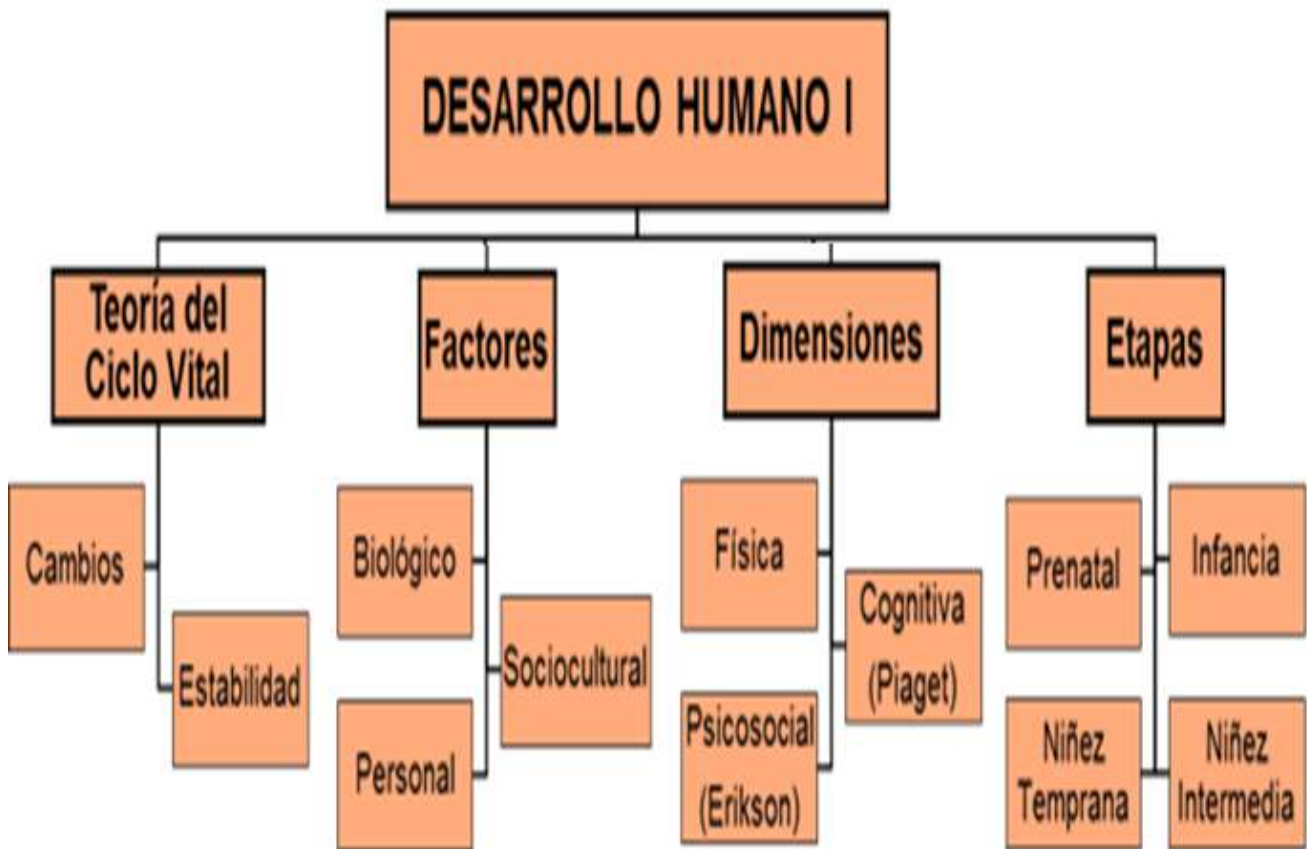 DESARROLLO HUMANO I
Teoría del
Ciclo Vital
Factores
Dimensiones
Etapas
Cambios
Estabilidad
Biológico
Sociocultural
Personal
Física
Cognitiva
(Piaget)
Psicosocial
(Erikson)
Prenatal
Infancia
Niñez
Temprana
Niñez
Intermedia